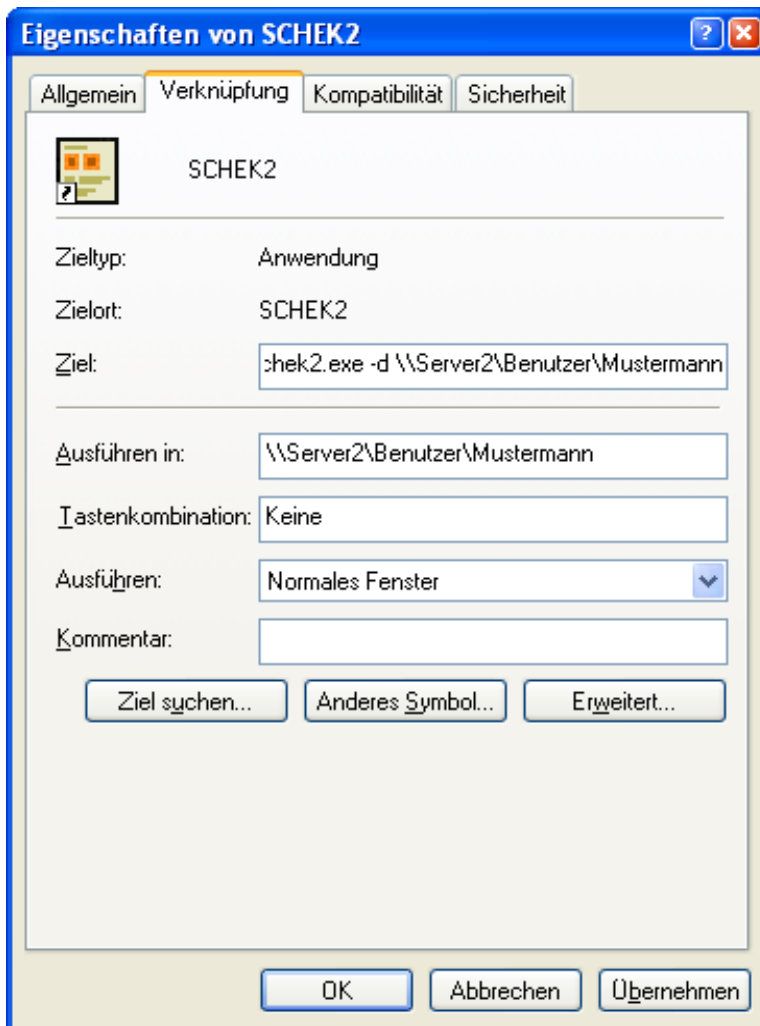 Eigenschaften von SCHEK2
Allgemein Verknüpfung Kompatibilität Sicherheit
SCHEK2
Zieltyp: Anwendung
Zielort: SCHEK2
Ziel: chek2.exe -d \\Server2\Benutzer\Mustermann
Ausführen in: \\Server2\Benutzer\Mustermann
Tastenkombination: Keine
Ausführen: Normales Fenster
Kommentar:
Ziel suchen... Anderes Symbol... Erweitert...
OK Abbrechen Übernehmen